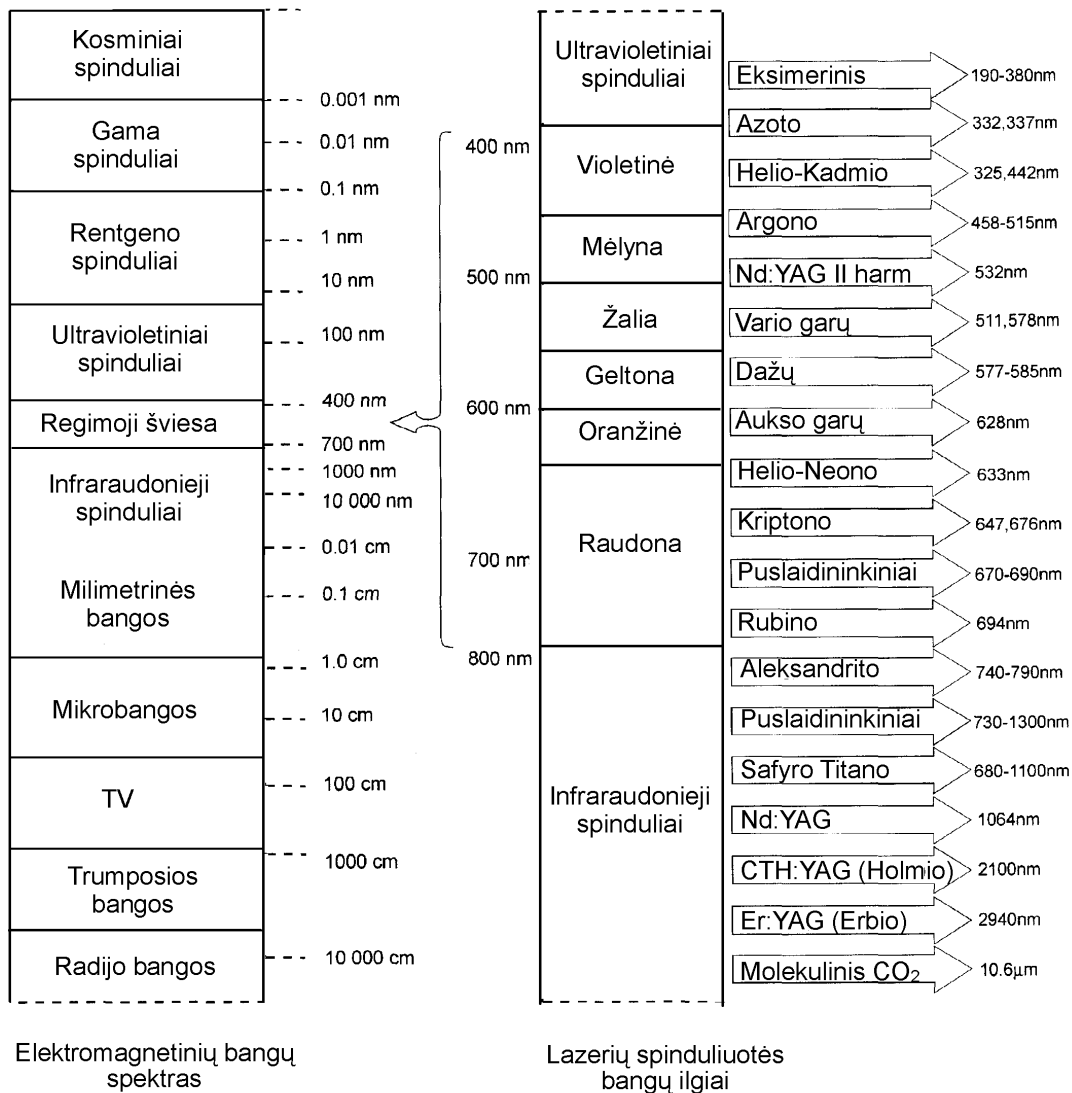 Kosminiai
spinduliai
Gama
spinduliai
Rentgeno
spinduliai
Ultravioletiniai
spinduliai
Regimoji šviesa
Infraraudonieji
spinduliai
Milimetrinės
bangos
Mikrobangos
TV
Trumposios
bangos
Radijo bangos
0.001 nm
0.01 nm
0.1 nm
1 nm
10 nm
100 nm
400 nm
700 nm
1000 nm
10 000 nm
0.01 cm
0.1 cm
1.0 cm
10 cm
100 cm
1000 cm
10 000 cm
Elektromagnetinių bangų
spektras
400 nm
500 nm
600 nm
700 nm
800 nm
Ultravioletiniai
spinduliai
Violetinė
Mėlyna
Žalia
Geltona
Oranžinė
Raudona
Infraraudonieji
spinduliai
Eksimerinis 190-380nm
Azoto 332,337nm
Helio-Kadmio 325,442nm
Argono 458-515nm
Nd:YAG II harm 532nm
Vario garų 511,578nm
Dažų 577-585nm
Aukso garų 628nm
Helio-Neono 633nm
Kriptono 647,676nm
Puslaidininkiniai 670-690nm
Rubino 694nm
Aleksandrito 740-790nm
Puslaidininkiniai 730-1300nm
Safyro Titano 680-1100nm
Nd:YAG 1064nm
CTH:YAG (Holmio) 2100nm
Er:YAG (Erbio) 2940nm
Molekulinis CO₂ 10.6μm
Lazerių spinduliuotės
bangų ilgiai